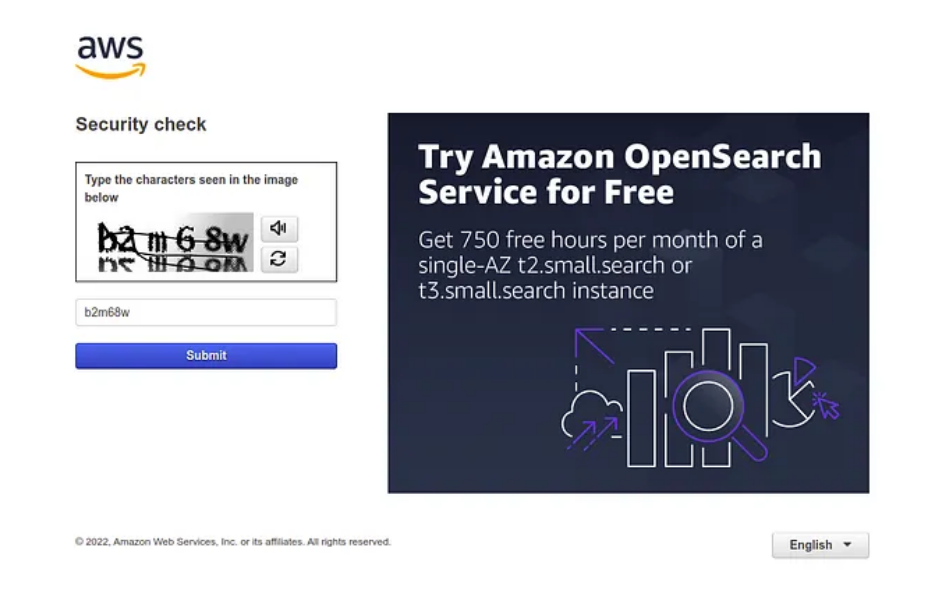 aws
Security check
Type the characters seen in the image
below
b2m68w
Submit
Try Amazon OpenSearch
Service for Free
Get 750 free hours per month of a
single-AZ t2.small.search or
t3.small.search instance
© 2022, Amazon Web Services, Inc. or its affiliates. All rights reserved.
English